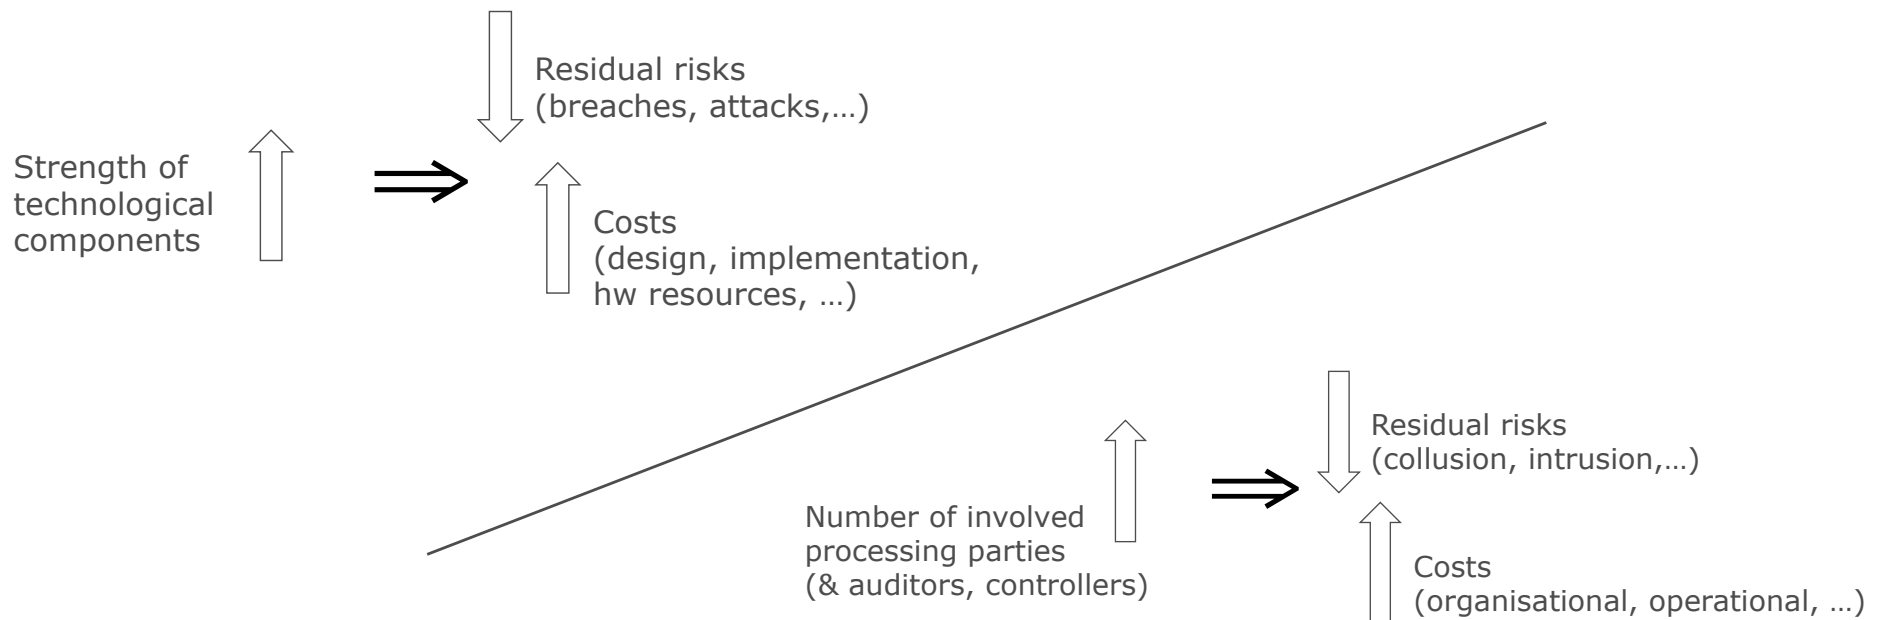 Residual risks
(breaches, attacks,…)
Strength of
technological
components
Costs
(design, implementation,
hw resources, …)
Residual risks
(collusion, intrusion,…)
Number of involved
processing parties
(& auditors, controllers)
Costs
(organisational, operational, …)